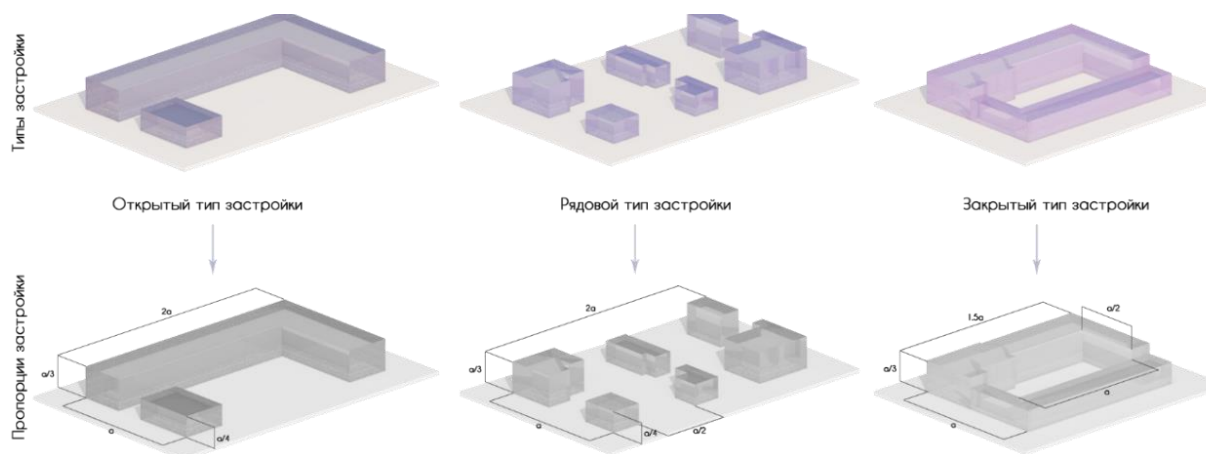 Типы застройки
Открытый тип застройки
Рядовой тип застройки
Закрытый тип застройки
Пропорции застройки
2a
a/3
a
a/4
2a
a/3
a
a/4
a/2
1,5a
a/2
a/3
a
a